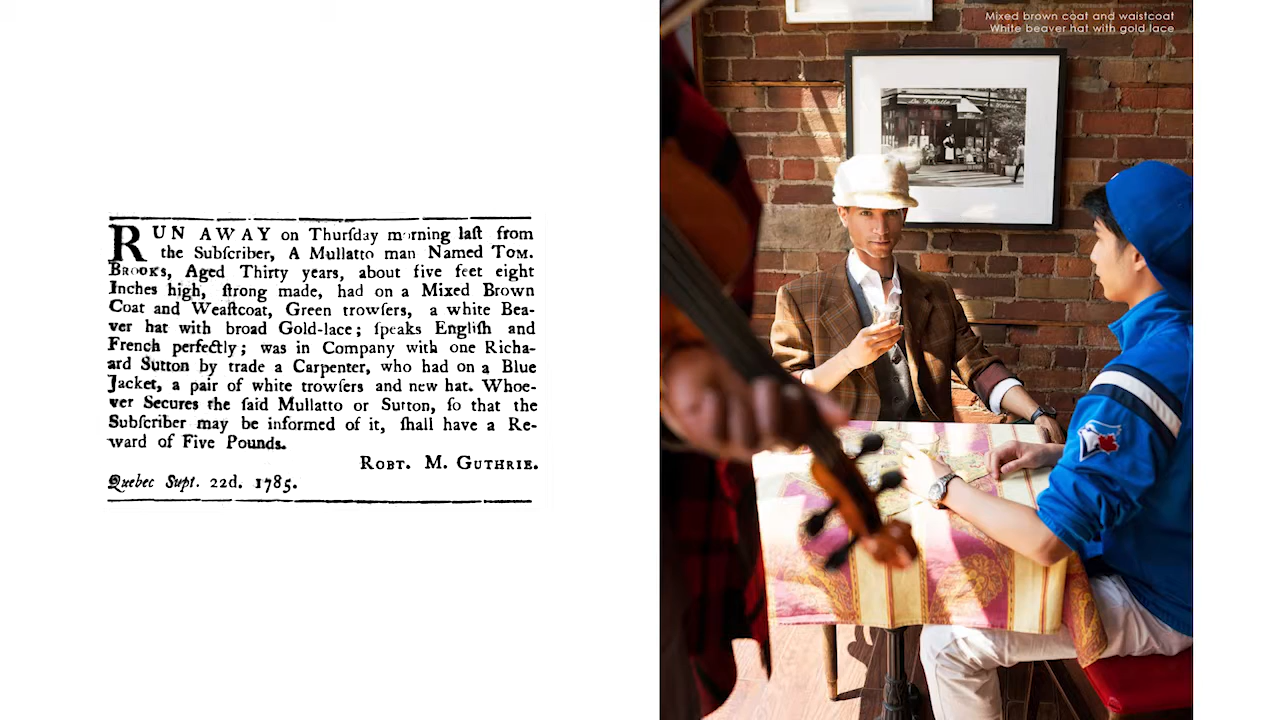 RUN AWAY on Thurſday morning laſt from
the Subſcriber, A Mullatto man Named TOM.
BROOKS, Aged Thirty years, about five feet eight
Inches high, ſtrong made, had on a Mixed Brown
Coat and Weaſtcoat, Green trowſers, a white Bea-
ver hat with broad Gold-lace; ſpeaks Engliſh and
French perfectly; was in Company with one Richa-
ard Sutton by trade a Carpenter, who had on a Blue
Jacket, a pair of white trowſers and new hat. Whoe-
ver Secures the ſaid Mullatto or Sutton, ſo that the
Subſcriber may be informed of it, ſhall have a Re-
ward of Five Pounds.
ROBT. M. GUTHRIE.
Quebec Sept. 22d. 1785.
Mixed brown coat and waistcoat
White beaver hat with gold lace